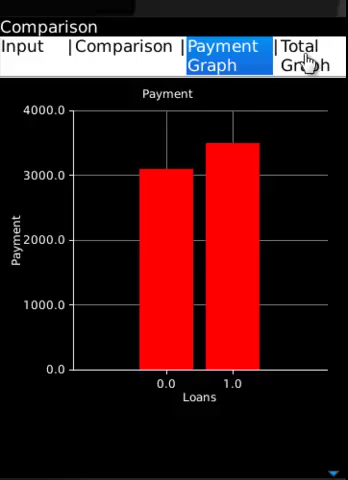 Comparison
Input |Comparison |Payment Graph |Total Graph
Payment
4000.0
3000.0
2000.0
1000.0
0.0
Payment
0.0 1.0
Loans